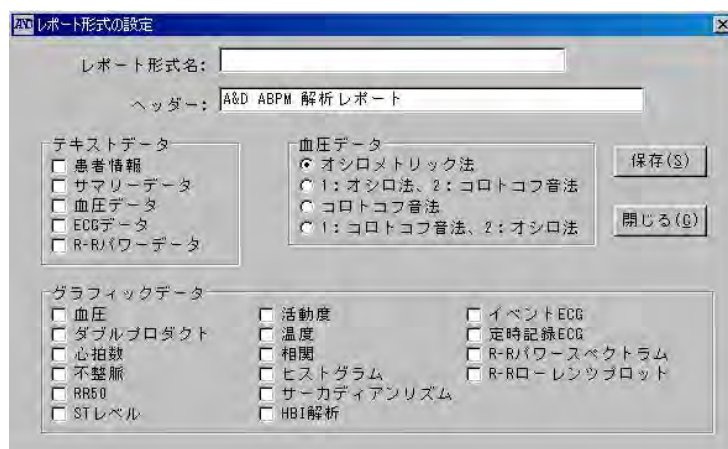 AND レポート形式の設定
レポート形式名:
ヘッダー: A&D ABPM 解析レポート
テキストデータ
患者情報
サマリーデータ
血圧データ
ECGデータ
R-Rパワーデータ
血圧データ
オシロメトリック法
1:オシロ法、2:コロトコフ音法
コロトコフ音法
1:コロトコフ音法、2:オシロ法
保存(S)
閉じる(C)
グラフィックデータ
血圧
ダブルプロダクト
心拍数
不整脈
RR50
STレベル
活動度
温度
相関
ヒストグラム
サーカディアンリズム
HBI解析
イベントECG
定時記録ECG
R-Rパワースペクトラム
R-Rローレンツプロット